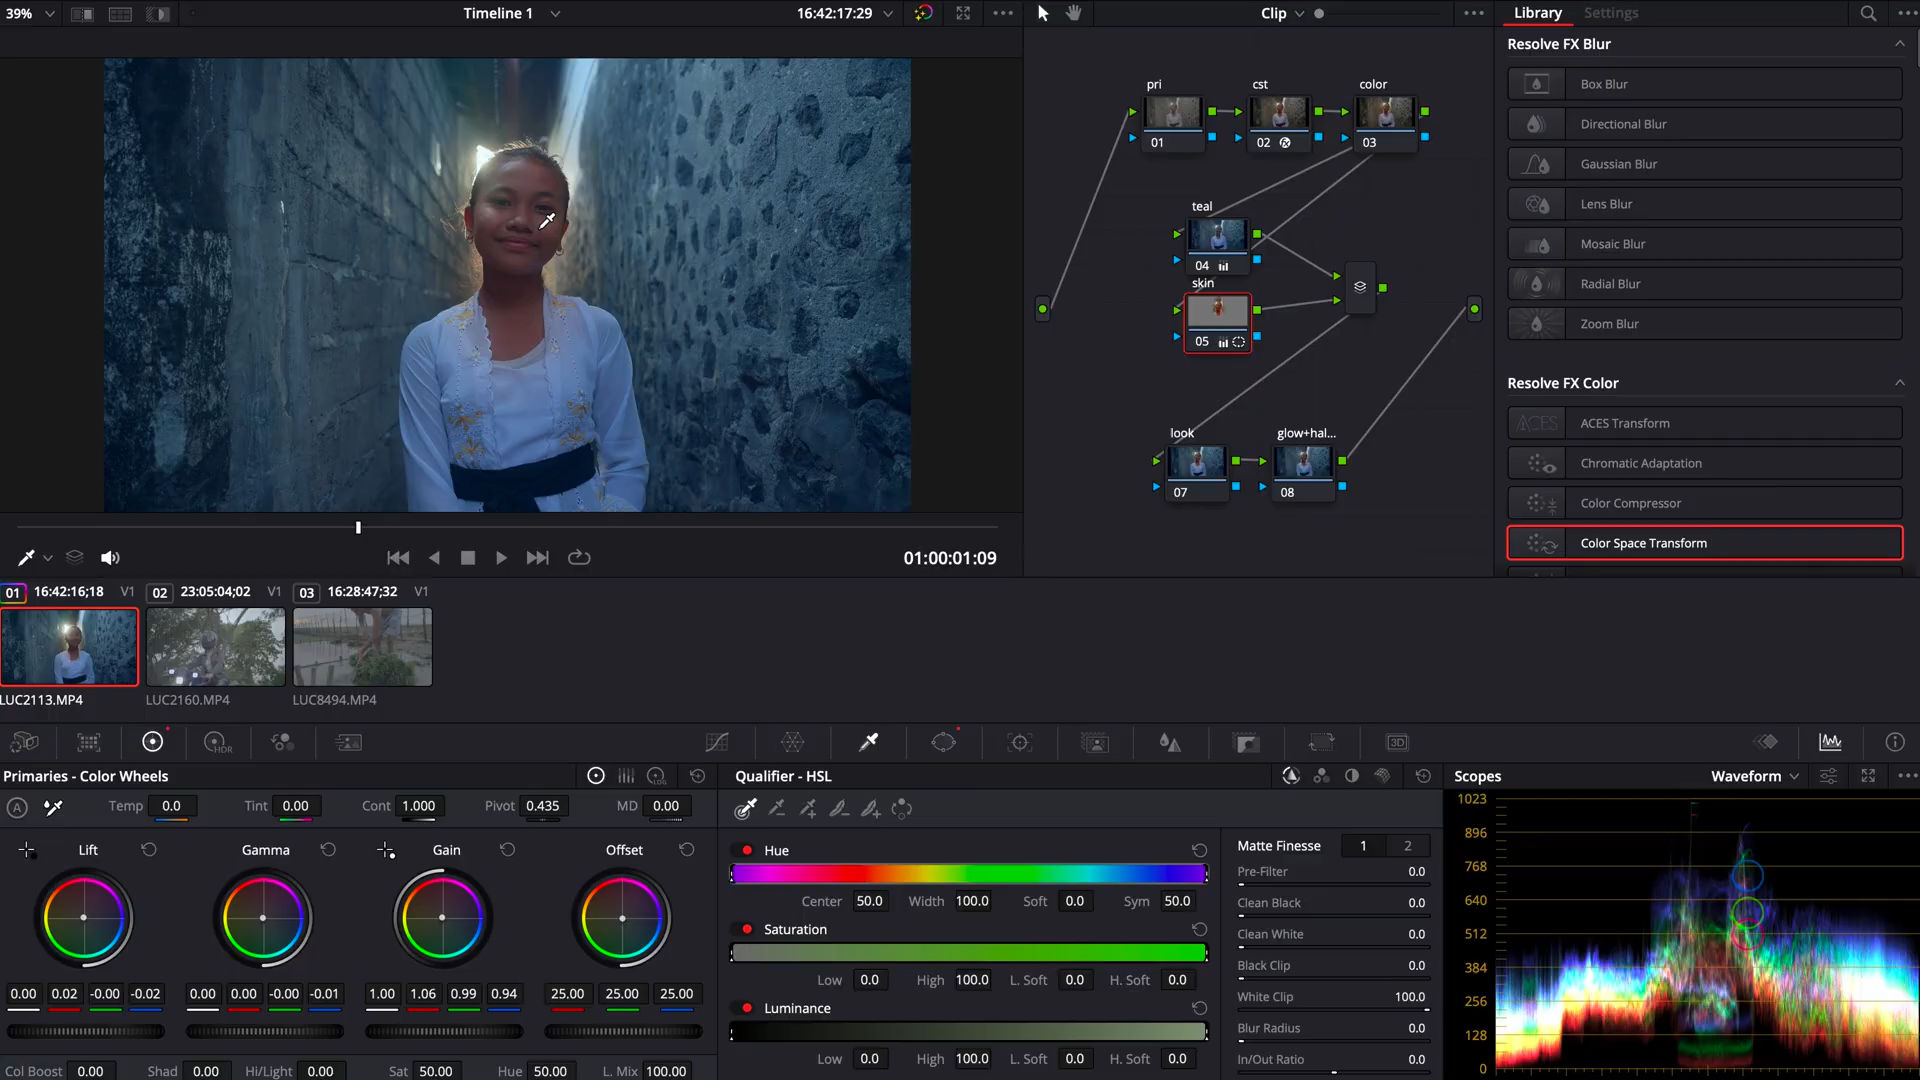 39%
Timeline 1
16:42:17:29
Clip
Library Settings
Resolve FX Blur
Box Blur
Directional Blur
Gaussian Blur
Lens Blur
Mosaic Blur
Radial Blur
Zoom Blur
Resolve FX Color
ACES ACES Transform
Chromatic Adaptation
Color Compressor
Color Space Transform
pri cst color
01 02 03
teal
04
skin
05
look glow+hal...
07 08
01:00:01:09
01 16:42:16;18 V1 02 23:05:04;02 V1 03 16:28:47;32 V1
LUC2113.MP4 LUC2160.MP4 LUC8494.MP4
HDR
3D
Primaries - Color Wheels
LOG
A Temp 0.0 Tint 0.00 Cont 1.000 Pivot 0.435 MD 0.00
Lift Gamma Gain Offset
0.00 0.02 -0.00 -0.02 0.00 0.00 -0.00 -0.01 1.00 1.06 0.99 0.94 25.00 25.00 25.00
Col Boost 0.00 Shad 0.00 Hi/Light 0.00 Sat 50.00 Hue 50.00 L. Mix 100.00
Qualifier - HSL
Hue
Center 50.0 Width 100.0 Soft 0.0 Sym 50.0
Saturation
Low 0.0 High 100.0 L. Soft 0.0 H. Soft 0.0
Luminance
Low 0.0 High 100.0 L. Soft 0.0 H. Soft 0.0
Matte Finesse 1 2
Pre-Filter 0.0
Clean Black 0.0
Clean White 0.0
Black Clip 0.0
White Clip 100.0
Blur Radius 0.0
In/Out Ratio 0.0
Scopes Waveform
1023
896
768
640
512
384
256
128
0